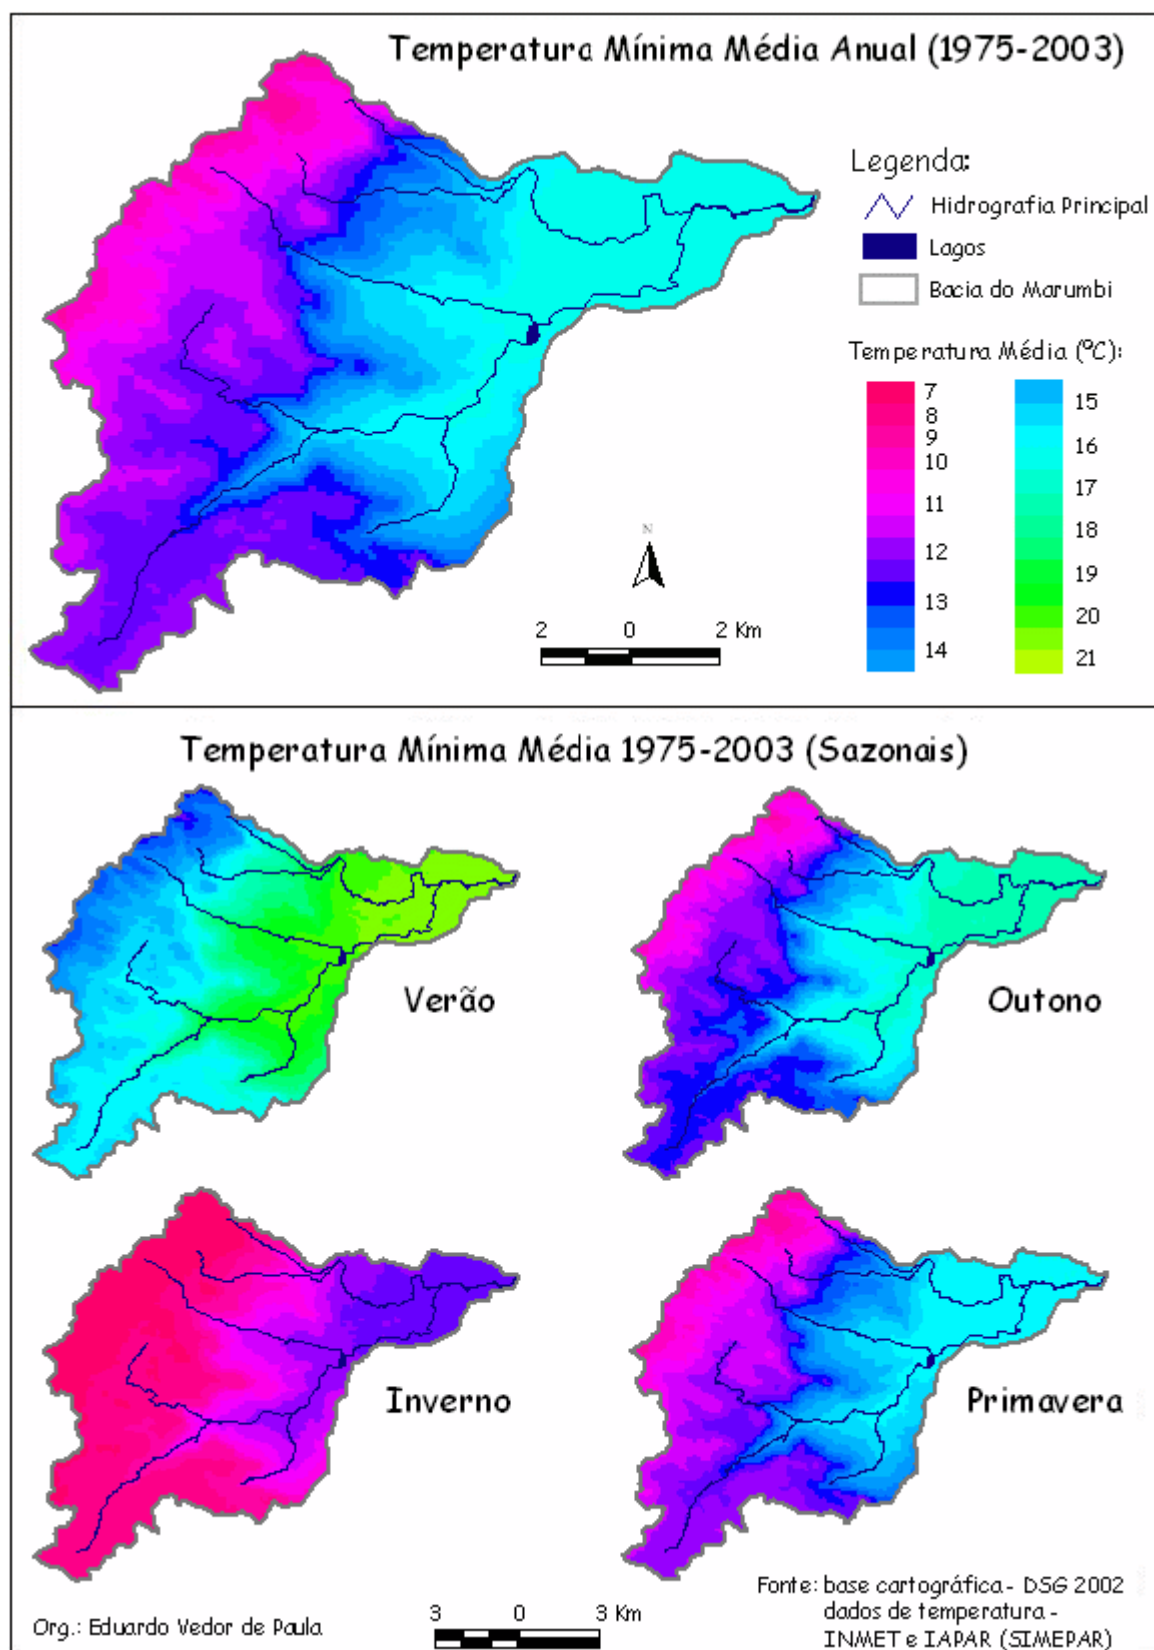 Temperatura Mínima Média Anual (1975-2003)
Legenda:
Hidrografia Principal
Lagos
Bacia do Marumbi
Temperatura Média (ºC):
7
8
9
10
11
12
13
14
15
16
17
18
19
20
21
N
2 0 2 Km
Temperatura Mínima Média 1975-2003 (Sazonais)
Verão
Outono
Inverno
Primavera
Org.: Eduardo Vedor de Paula
3 0 3 Km
Fonte: base cartográfica - DSG 2002
dados de temperatura -
INMET e IAPAR (SIMEPAR)